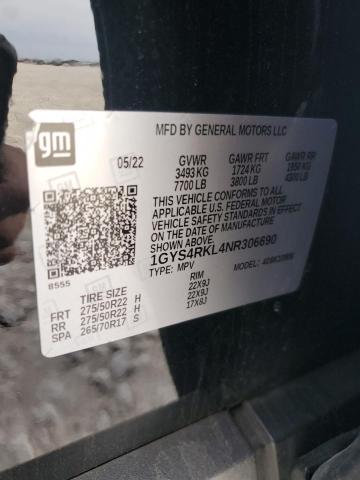 gm
MFD BY GENERAL MOTORS LLC
05/22 GVWR GAWR FRT GAWR RR
3493 KG 1724 KG 1950 KG
7700 LB 3800 LB 4300 LB
THIS VEHICLE CONFORMS TO ALL
APPLICABLE
FEDERAL MOTOR VEHICLE
SAFETY
STANDARDS IN EFFECT ON THE DATE OF
MANUFACTURE SHOWN ABOVE.
1GYS4RKL4NR306690
8555 TYPE: MPV MODEL:
TIRE SIZE RIM
FRT 275/50R22 H 22X9J
RR 275/50R22 H 22X9J
SPA 265/70R17 S 17X8J